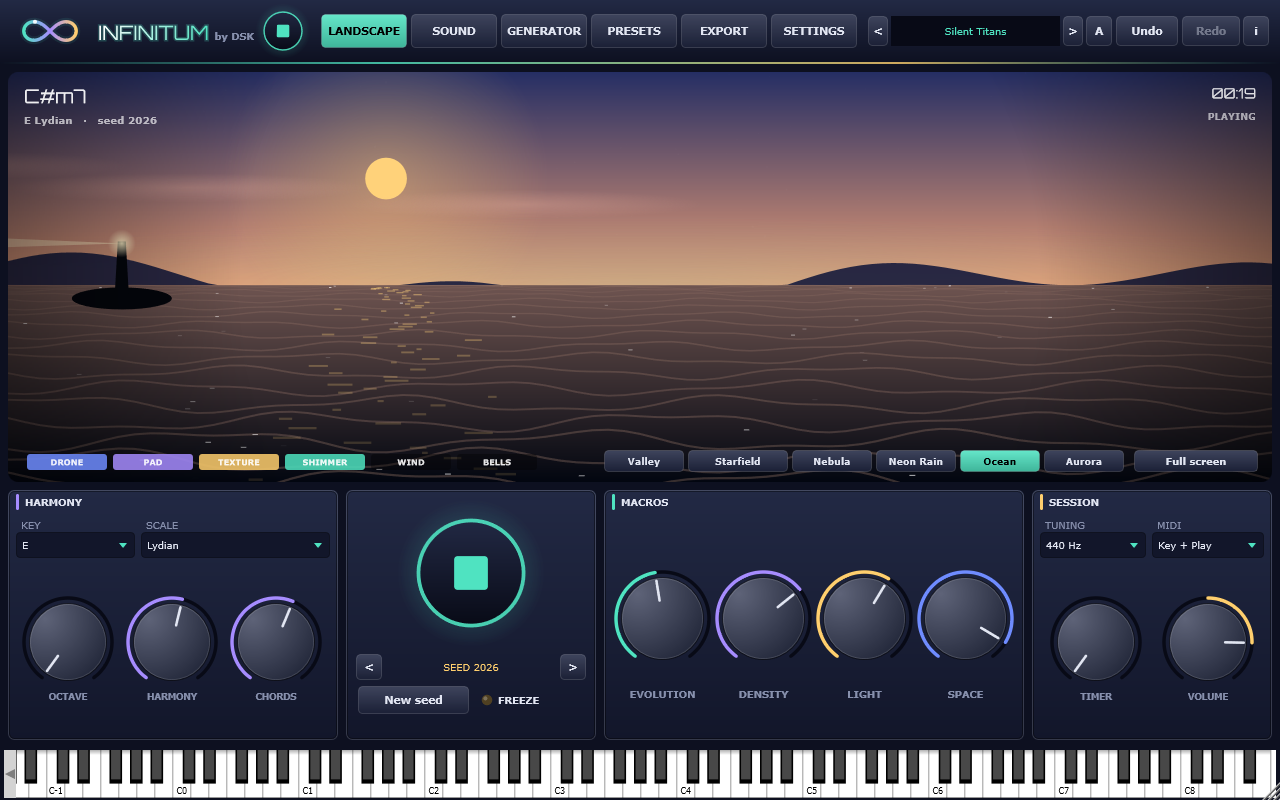 INFINITUM by DSK
LANDSCAPE
SOUND
GENERATOR
PRESETS
EXPORT
SETTINGS
<
Silent Titans
>
A
Undo
Redo
i
C#m7
E Lydian · seed 2026
00:19
PLAYING
DRONE
PAD
TEXTURE
SHIMMER
WIND
BELLS
Valley
Starfield
Nebula
Neon Rain
Ocean
Aurora
Full screen
HARMONY
KEY
SCALE
E
Lydian
OCTAVE
HARMONY
CHORDS
<
SEED 2026
>
New seed
FREEZE
MACROS
EVOLUTION
DENSITY
LIGHT
SPACE
SESSION
TUNING
MIDI
440 Hz
Key + Play
TIMER
VOLUME
C-1
C0
C1
C2
C3
C4
C5
C6
C7
C8